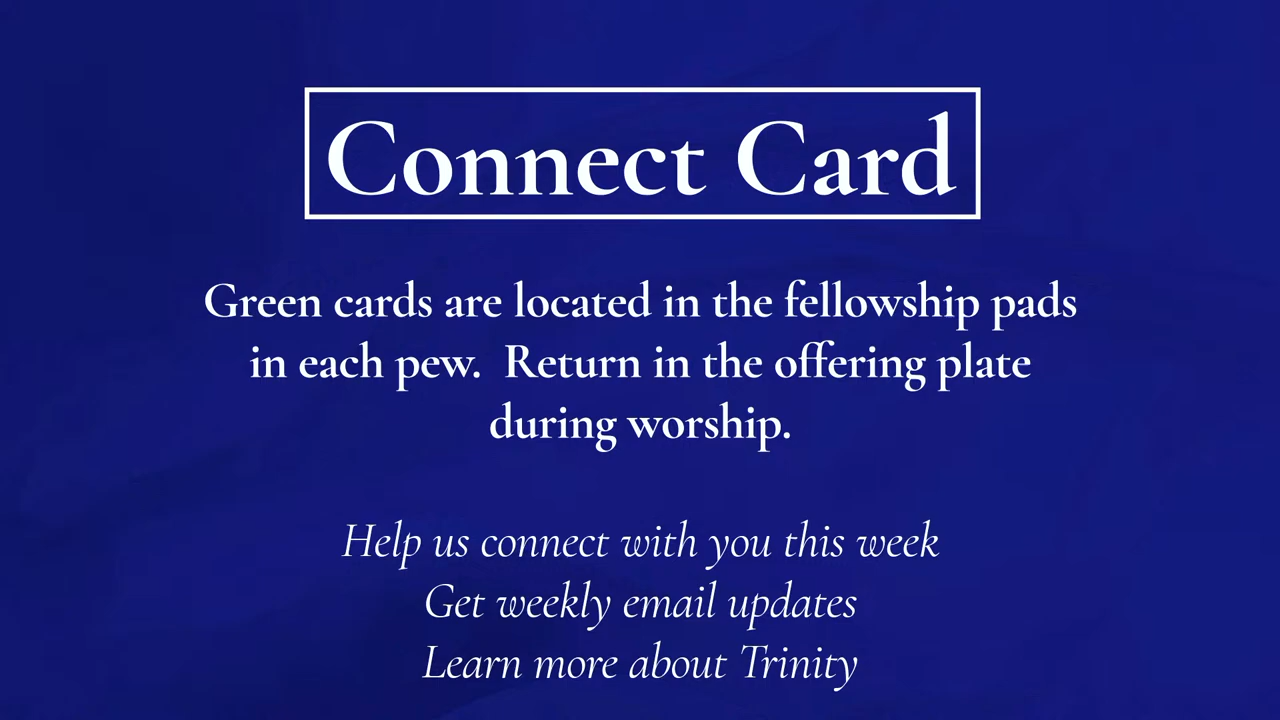 Connect Card
Green cards are located in the fellowship pads
in each pew.  Return in the offering plate
during worship.
Help us connect with you this week
Get weekly email updates
Learn more about Trinity